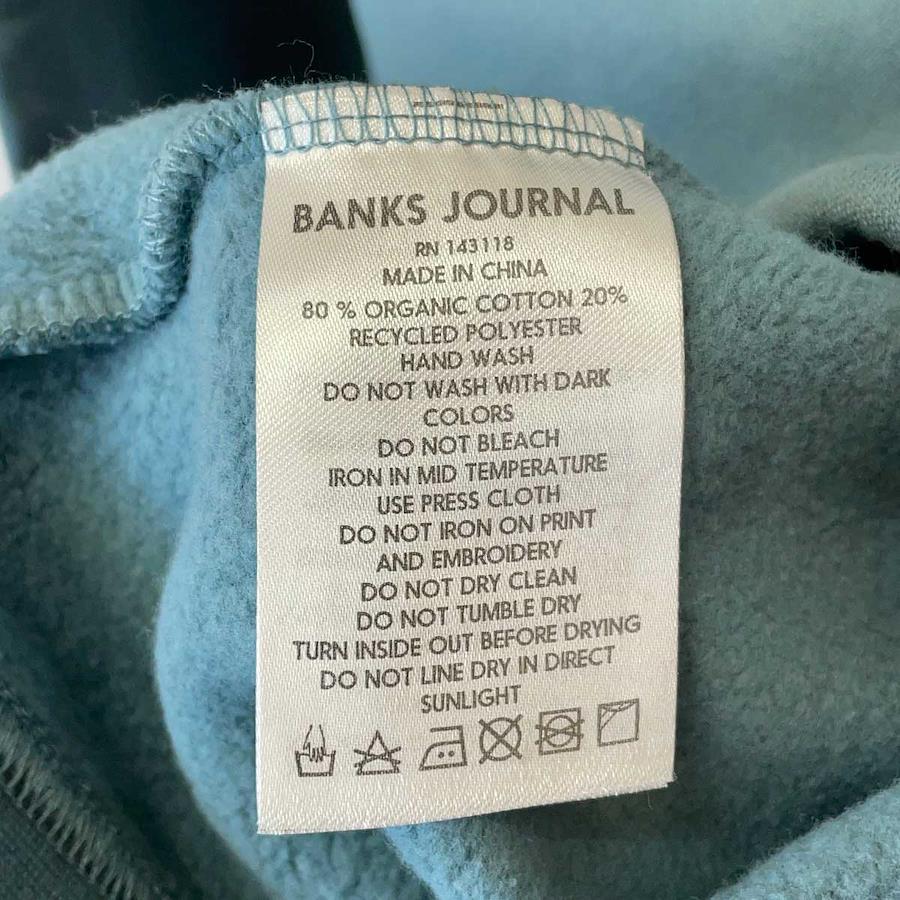 BANKS JOURNAL
RN 143118
MADE IN CHINA
80 % ORGANIC COTTON 20%
RECYCLED POLYESTER
HAND WASH
DO NOT WASH WITH DARK
COLORS
DO NOT BLEACH
IRON IN MID TEMPERATURE
USE PRESS CLOTH
DO NOT IRON ON PRINT
AND EMBROIDERY
DO NOT DRY CLEAN
DO NOT TUMBLE DRY
TURN INSIDE OUT BEFORE DRYING
DO NOT LINE DRY IN DIRECT
SUNLIGHT